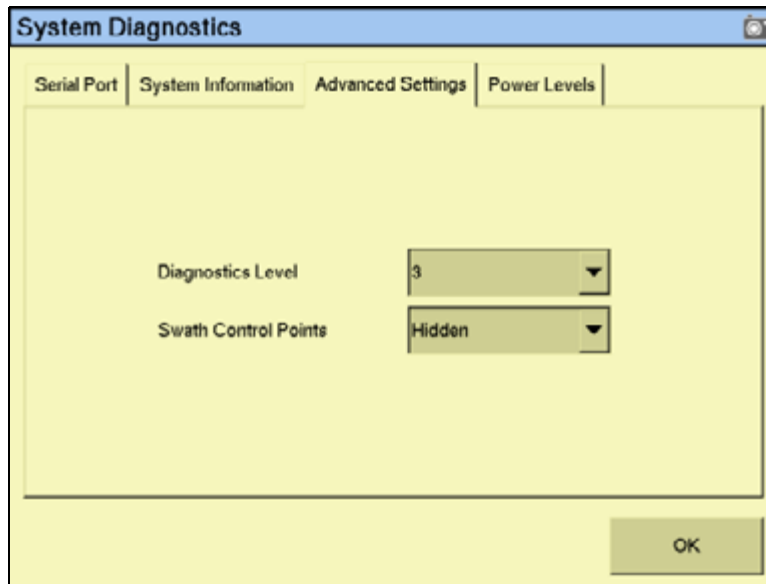 System Diagnostics
Serial Port System Information Advanced Settings Power Levels
Diagnostics Level 3
Swath Control Points Hidden
OK